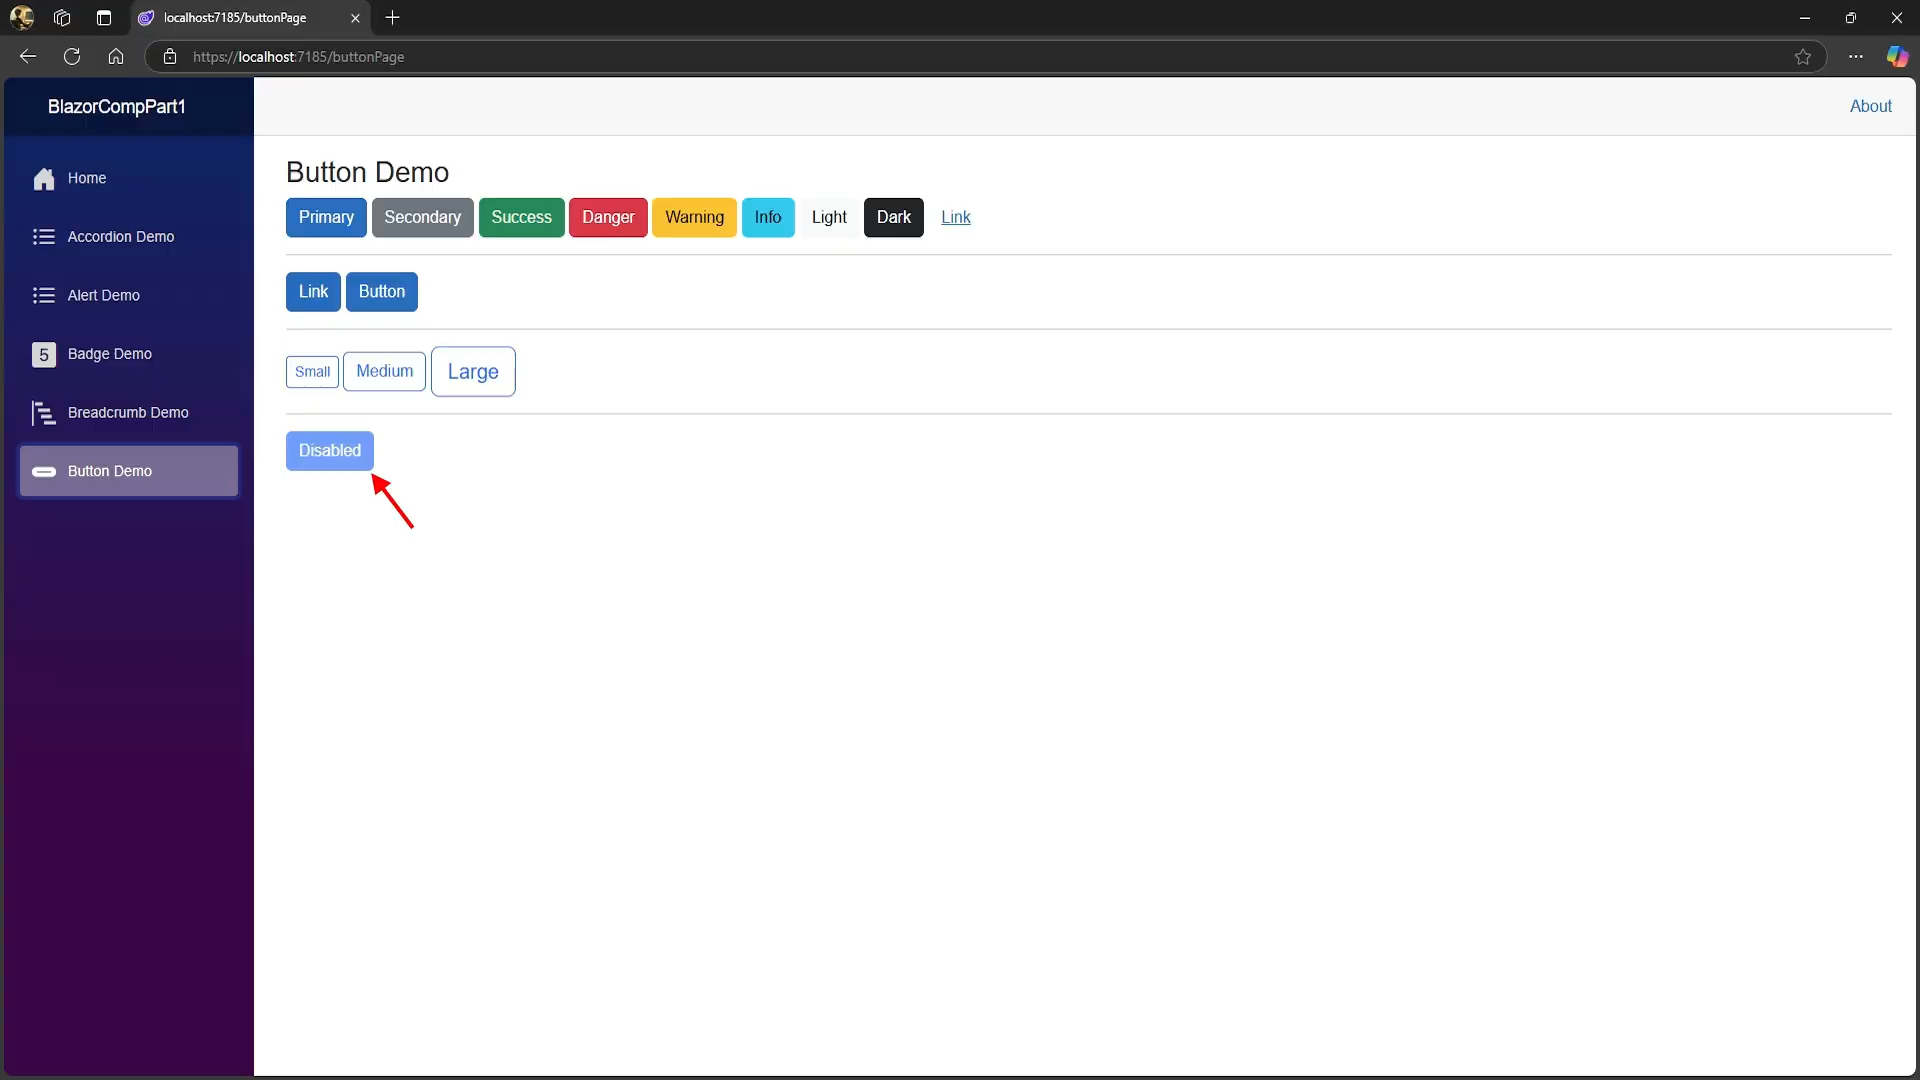 localhost:7185/buttonPage
https://localhost:7185/buttonPage
BlazorCompPart1
About
Home
Accordion Demo
Alert Demo
5 Badge Demo
Breadcrumb Demo
Button Demo
Button Demo
Primary Secondary Success Danger Warning Info Light Dark Link
Link Button
Small Medium Large
Disabled